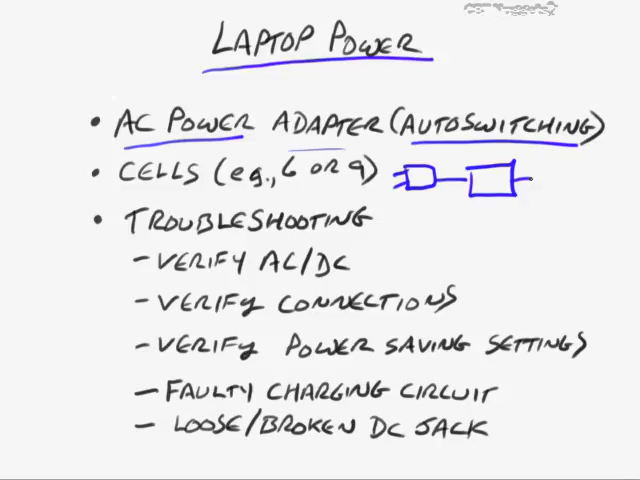 LAPTOP POWER
• AC POWER ADAPTER (AUTOSWITCHING)
• CELLS (eg., 6 OR 9)
• TROUBLESHOOTING
- VERIFY AC/DC
- VERIFY CONNECTIONS
- VERIFY POWER SAVING SETTINGS
- FAULTY CHARGING CIRCUIT
- LOOSE/BROKEN DC JACK